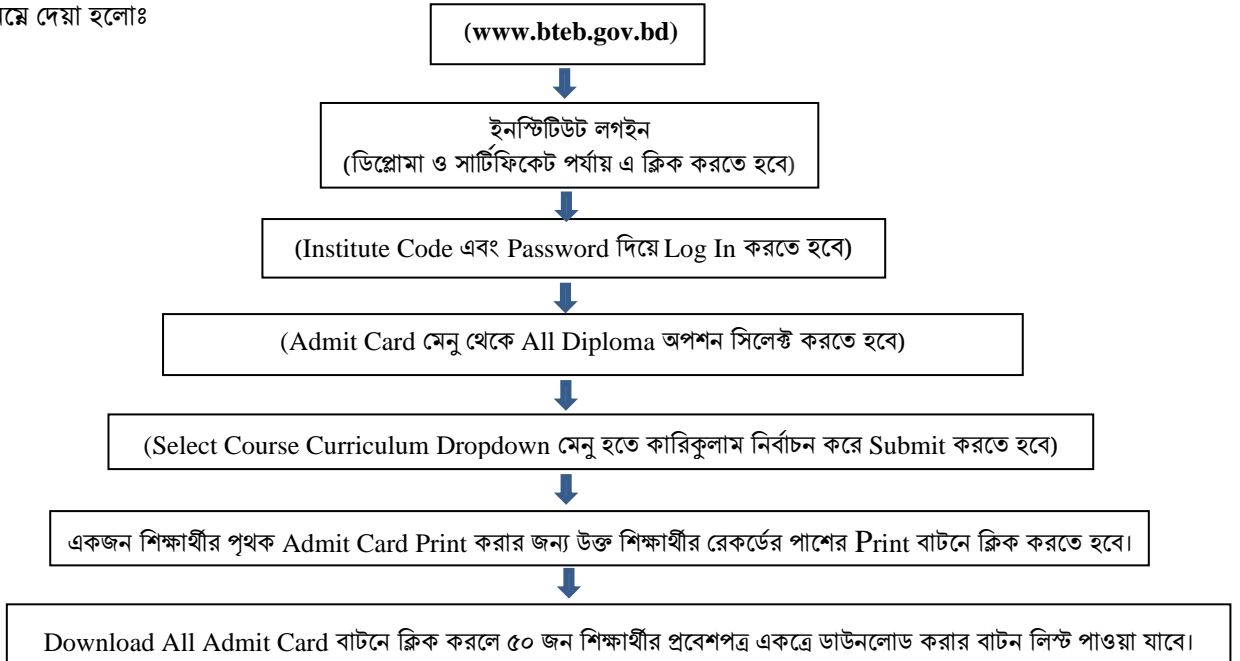 দেয়া হলোঃ
(www.bteb.gov.bd)
ইনস্টিটিউট লগইন
(ডিপ্লোমা ও সার্টিফিকেট পর্যায় এ ক্লিক করতে হবে)
(Institute Code এবং Password দিয়ে Log In করতে হবে)
(Admit Card মেনু থেকে All Diploma অপশন সিলেক্ট করতে হবে)
(Select Course Curriculum Dropdown মেনু হতে কারিকুলাম নির্বাচন করে Submit করতে হবে)
একজন শিক্ষার্থীর পৃথক Admit Card Print করার জন্য উক্ত শিক্ষার্থীর রেকর্ডের পাশের Print বাটনে ক্লিক করতে হবে।
Download All Admit Card বাটনে ক্লিক করলে ৫০ জন শিক্ষার্থীর প্রবেশপত্র একত্রে ডাউনলোড করার বাটন লিস্ট পাওয়া যাবে।